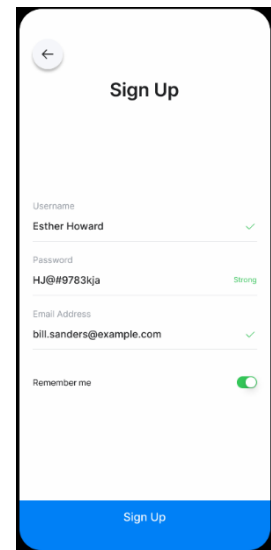 Sign Up
Username
Esther Howard
Password
HJ@#9783kja
Strong
Email Address
bill.sanders@example.com
Remember me
Sign Up